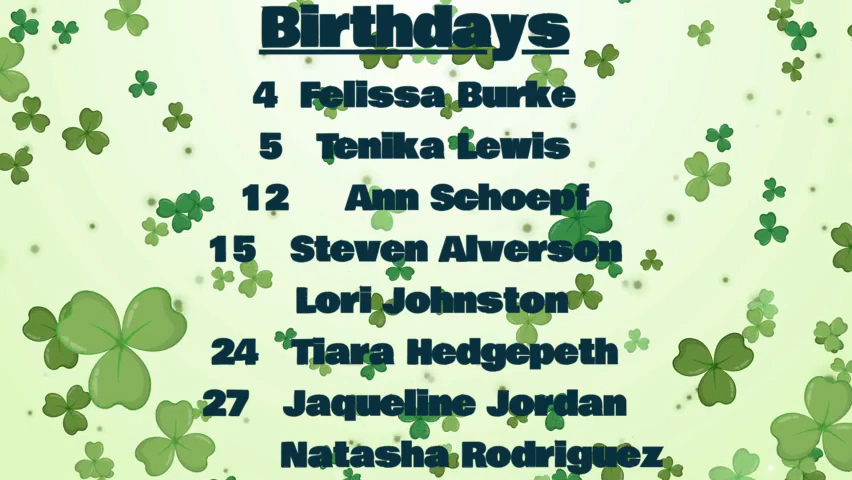 Birthdays
4 Felissa Burke
5 Tenika Lewis
12 Ann Schoepf
15 Steven Alverson
Lori Johnston
24 Tiara Hedgepeth
27 Jaqueline Jordan
Natasha Rodriguez